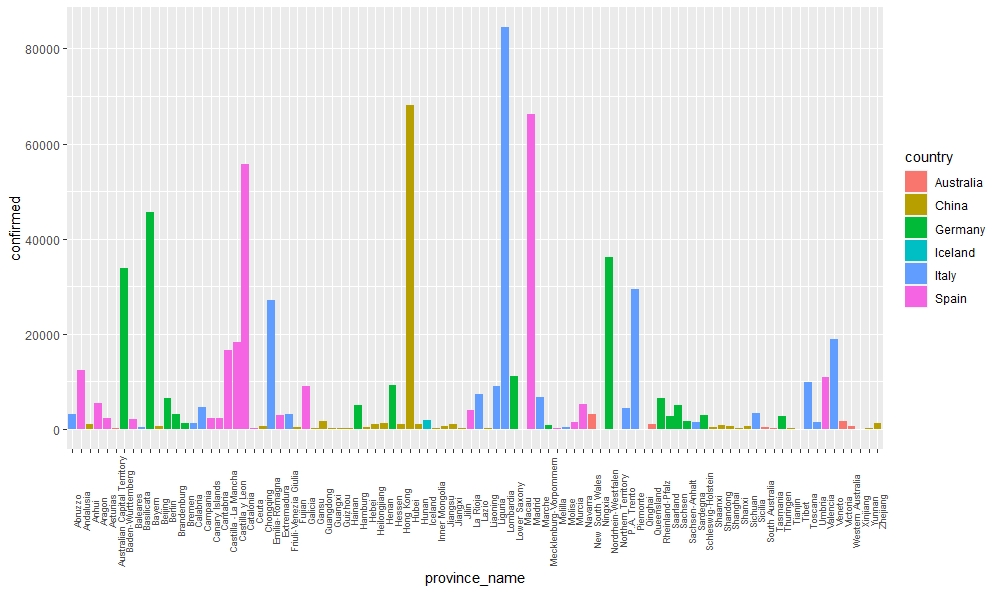 80000
60000
40000
20000
0
confirmed
Abruzzo
Andalusia
Anhui
Aragon
Asturias
Australian Capital Territory
Baden-Württemberg
Baleares
Basilicata
Bayern
Beijing
Berlin
Brandenburg
Bremen
Calabria
Campania
Canary Islands
Cantabria
Castilla - La Mancha
Castilla y Leon
Catalonia
Ceuta
Chongqing
Emilia-Romagna
Extremadura
Friuli- Venezia Giulia
Fujian
Galicia
Gansu
Guangdong
Guangxi
Guizhou
Hainan
Hamburg
Hebei
Heilongjiang
Henan
Hessen
Hong Kong
Hubei
Hunan
Iceland
Inner Mongolia
Jiangsu
Jiangxi
Jilin
La Rioja
Lazio
Liaoning
Liguria
Lombardia
Lower Saxony
Macau
Madrid
Marche
Mecklenburg-Vorpommern
Melilla
Molise
Murcia
Navarra
New South Wales
Ningxia
Nordrhein-Westfalen
Northern Territory
P.A. Trento
Piemonte
Qinghai
Queensland
Rheinland-Pfalz
Saarland
Sachsen
Sachsen-Anhalt
Sardegna
Schleswig-Holstein
Shaanxi
Shandong
Shanghai
Shanxi
Sichuan
Sicilia
South Australia
Tasmania
Thuringen
Tianjin
Tibet
Toscana
Umbria
Valencia
Veneto
Victoria
Western Australia
Xinjiang
Yunnan
Zhejiang
province_name
country
Australia
China
Germany
Iceland
Italy
Spain